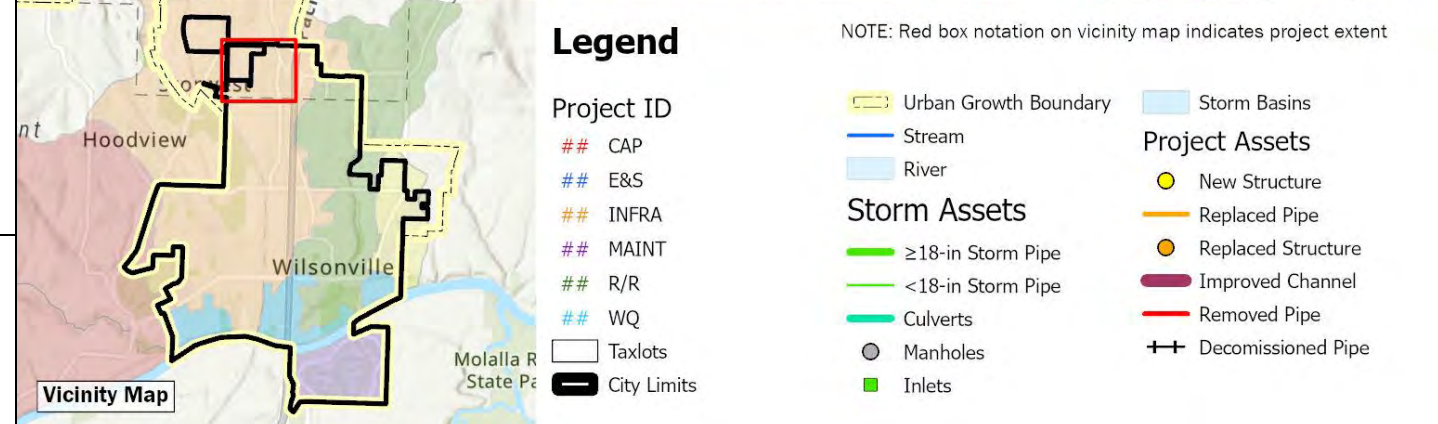 Hoodview
Wilsonville
Molalla R
State Pa
Vicinity Map
Legend
Project ID
## CAP
## E&S
## INFRA
## MAINT
## R/R
## WQ
Taxlots
City Limits
NOTE: Red box notation on vicinity map indicates project extent
Urban Growth Boundary
Stream
River
Storm Assets
≥18-in Storm Pipe
<18-in Storm Pipe
Culverts
Manholes
Inlets
Storm Basins
Project Assets
New Structure
Replaced Pipe
Replaced Structure
Improved Channel
Removed Pipe
Decomissioned Pipe